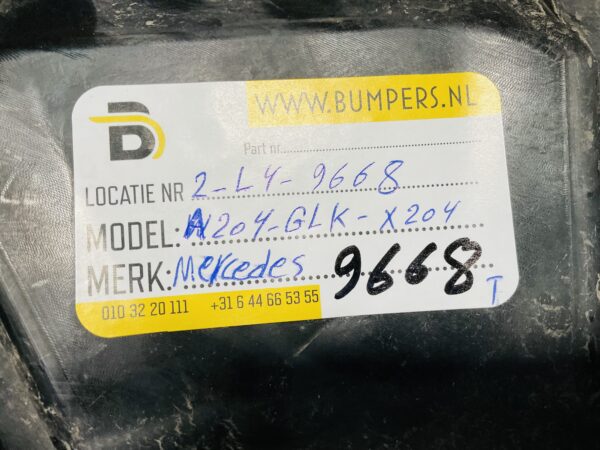 B
WWW.BUMPERS.NL
Part nr.
LOCATIE NR 2-L4-9668
MODEL: A204-GLK-X204
MERK: Mercedes 9668 T
010 32 20 111 +31 6 44 66 53 55